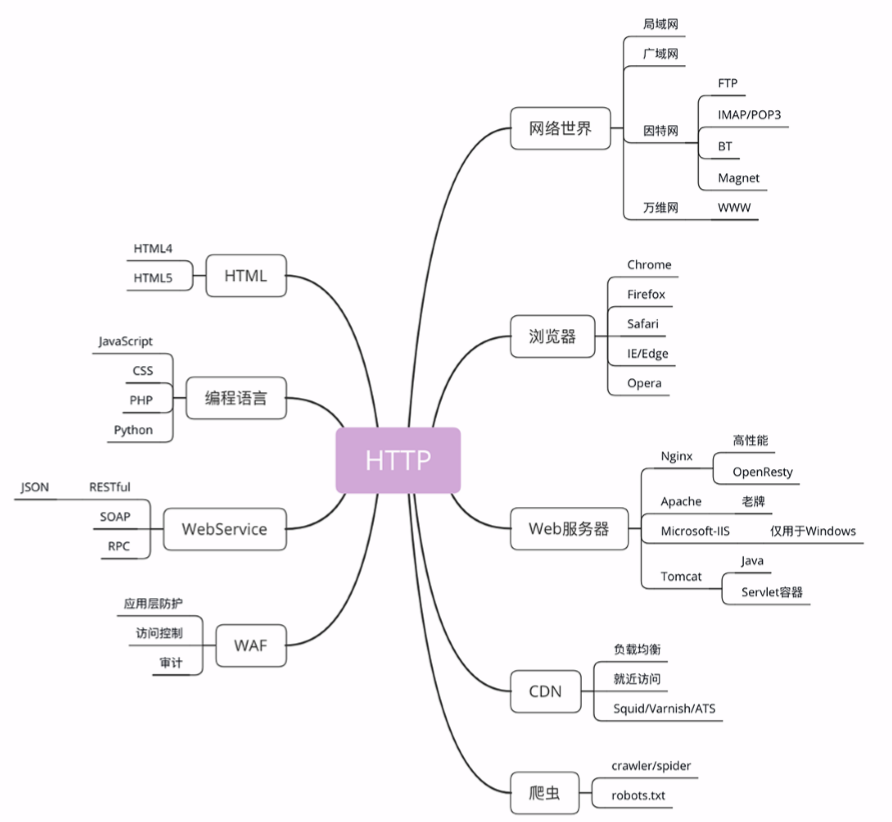 HTTP
网络世界
局域网
广域网
因特网
FTP
IMAP/POP3
BT
Magnet
万维网
WWW
浏览器
Chrome
Firefox
Safari
IE/Edge
Opera
Web服务器
Nginx
高性能
OpenResty
Apache
老牌
Microsoft-IIS
仅用于Windows
Tomcat
Java
Servlet容器
CDN
负载均衡
就近访问
Squid/Varnish/ATS
爬虫
crawler/spider
robots.txt
HTML
HTML4
HTML5
编程语言
JavaScript
CSS
PHP
Python
WebService
RESTful
JSON
SOAP
RPC
WAF
应用层防护
访问控制
审计